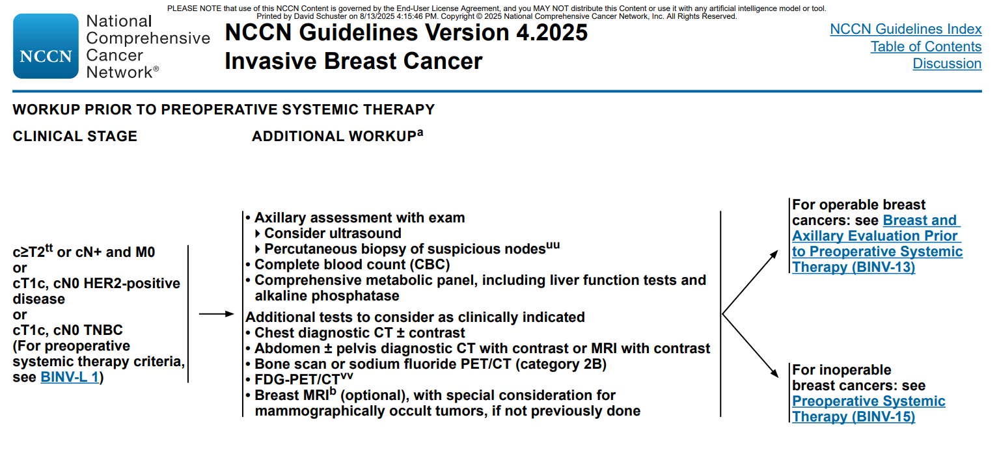 PLEASE NOTE that use of this NCCN Content is governed by the End-User License Agreement, and you MAY NOT distribute this Content or use it with any artificial intelligence model or tool.
Printed by David Schuster on 8/13/2025 4:15:46 PM. Copyright © 2025 National Comprehensive Cancer Network, Inc. All Rights Reserved.
NCCN
National
Comprehensive
Cancer
Network®
NCCN Guidelines Version 4.2025
Invasive Breast Cancer
NCCN Guidelines Index
Table of Contents
Discussion
WORKUP PRIOR TO PREOPERATIVE SYSTEMIC THERAPY
CLINICAL STAGE
ADDITIONAL WORKUPa
c≥T2tt or cN+ and M0
or
cT1c, cN0 HER2-positive
disease
or
cT1c, cN0 TNBC
(For preoperative
systemic therapy criteria,
see BINV-L 1)
• Axillary assessment with exam
Consider ultrasound
Percutaneous biopsy of suspicious nodesuu
• Complete blood count (CBC)
• Comprehensive metabolic panel, including liver function tests and
alkaline phosphatase
Additional tests to consider as clinically indicated
• Chest diagnostic CT ± contrast
• Abdomen ± pelvis diagnostic CT with contrast or MRI with contrast
• Bone scan or sodium fluoride PET/CT (category 2B)
• FDG-PET/CTvv
• Breast MRIb (optional), with special consideration for
mammographically occult tumors, if not previously done
For operable breast
cancers: see Breast and
Axillary Evaluation Prior
to Preoperative Systemic
Therapy (BINV-13)
For inoperable
breast cancers: see
Preoperative Systemic
Therapy (BINV-15)